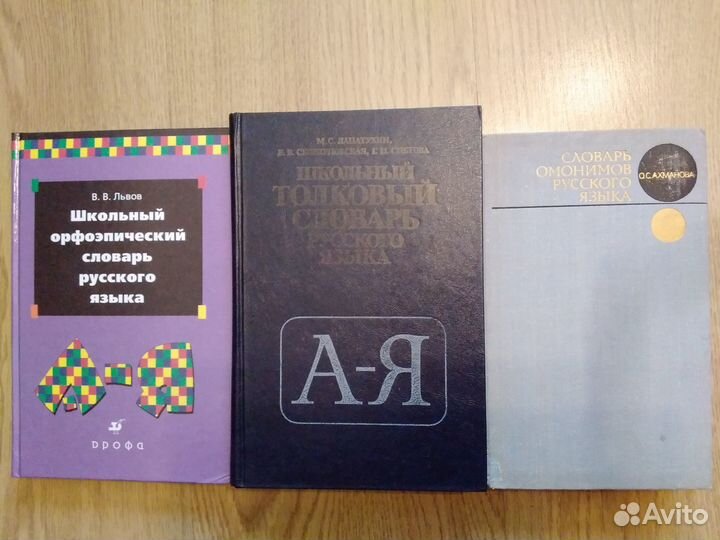 В. В. Львов
Школьный
орфоэпический
словарь
русского
языка
А-Я
дрофа
М. С. ЛАПАТУХИН,
Е. В. СКОРЛУПОВСКАЯ, Г. П. СНЕТОВА
ШКОЛЬНЫЙ
ТОЛКОВЫЙ
СЛОВАРЬ
РУССКОГО
ЯЗЫКА
А-Я
СЛОВАРЬ
ОМОНИМОВ
РУССКОГО
ЯЗЫКА
О.С.АХМАНОВА
Avito